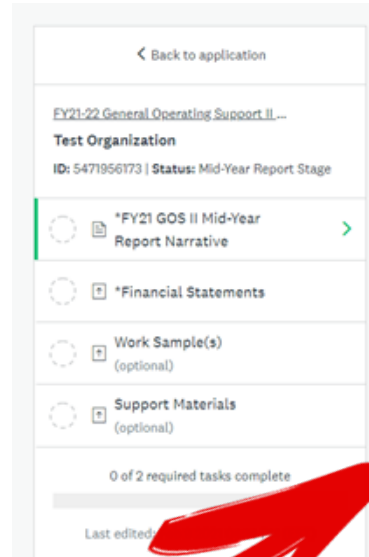 Back to application
FY21-22 General Operating Support II ...
Test Organization
ID: 5471956173 | Status: Mid-Year Report Stage
*FY21 GOS II Mid-Year
Report Narrative
*Financial Statements
Work Sample(s)
(optional)
Support Materials
(optional)
0 of 2 required tasks complete
Last edited: